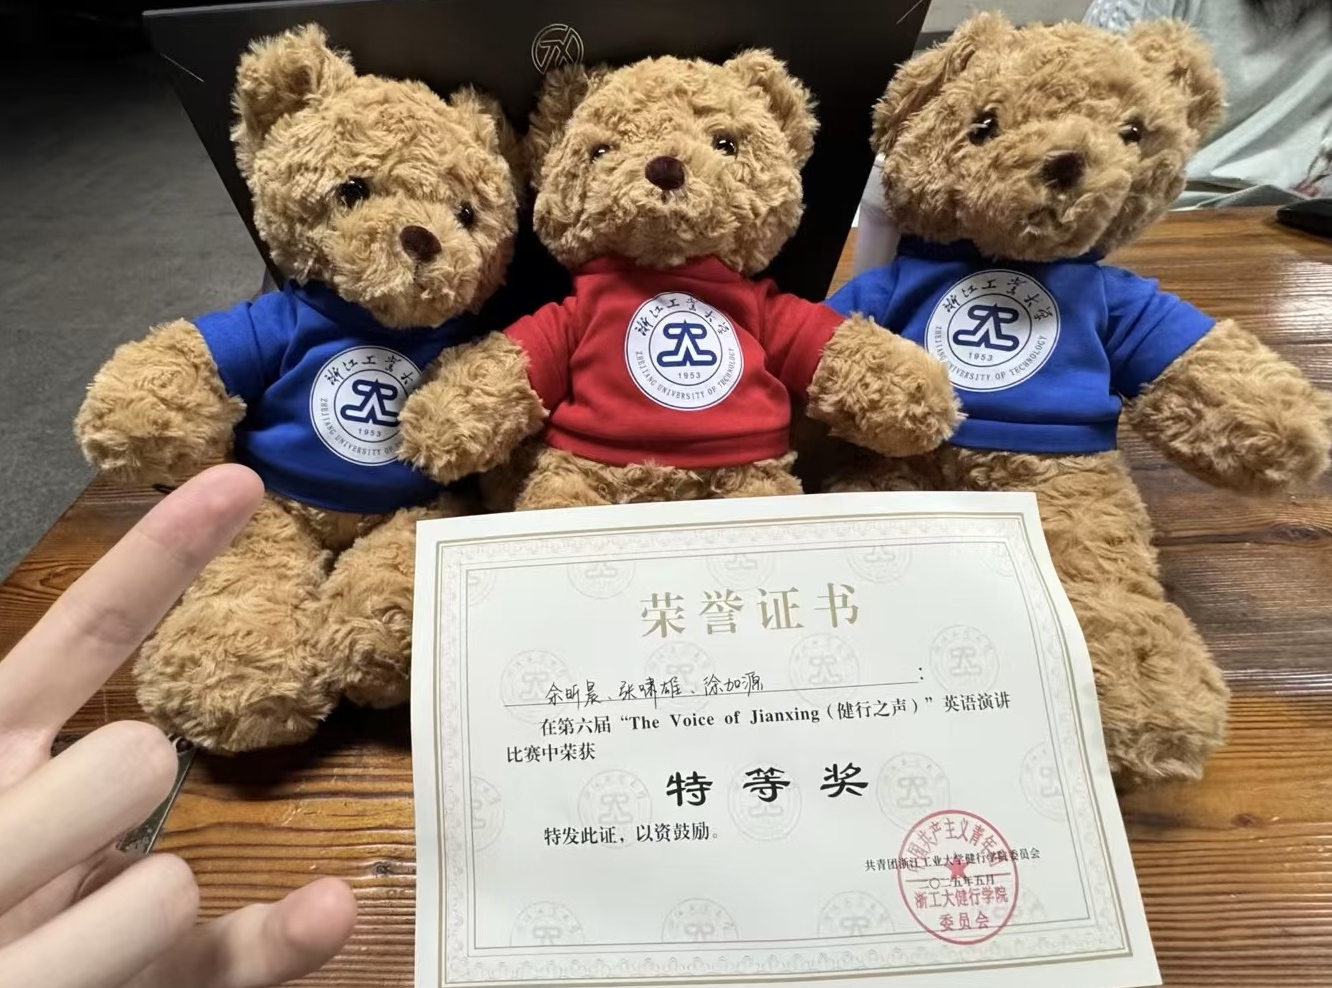 浙江工业大学
ZHEJIANG UNIVERSITY OF
1953
浙江工业大学
ZHEJIANG UNIVERSITY OF TECHNOLOGY
1953
浙江工业大学
ZHEJIANG UNIVERSITY OF TECHNOLOGY
1953
荣誉证书
余昕晨、张啸雄、徐加源：
在第六届“The Voice of Jianxing（健行之声）”英语演讲
比赛中荣获
特等奖
特发此证，以资鼓励。
共青团浙江工业大学健行学院委员会
二〇二五年五月
国共产主义青年团
浙工大健行学院
委员会